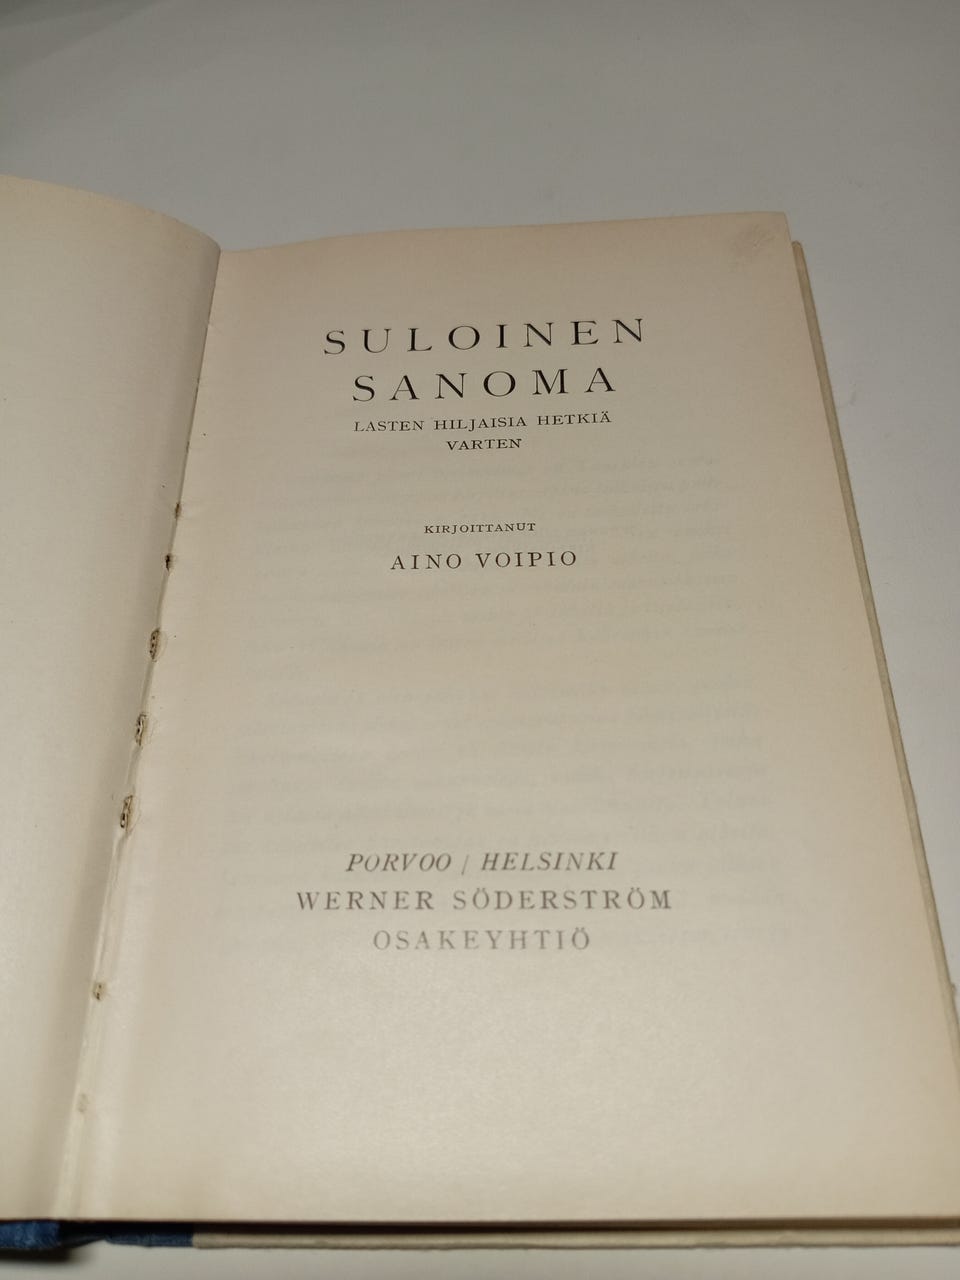 SULOINEN
SANOMA
LASTEN HILJAISIA HETKIÄ
VARTEN
KIRJOITTANUT
AINO VOIPIO
PORVOO / HELSINKI
WERNER SÖDERSTRÖM
OSAKEYHTIÖ